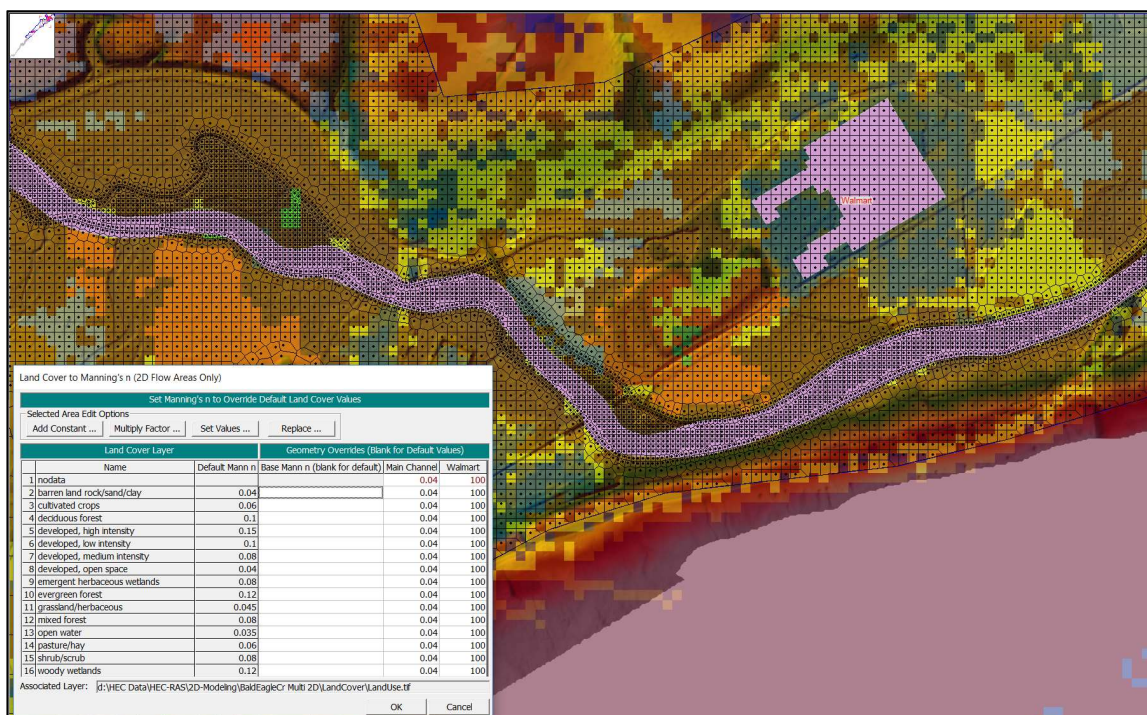 Walmart
Land Cover to Manning's n (2D Flow Areas Only)
Set Manning's n to Override Default Land Cover Values
Selected Area Edit Options
Add Constant ... Multiply Factor ... Set Values ... Replace ...
Land Cover Layer Geometry Overrides (Blank for Default Values)
Name Default Mann n Base Mann n (blank for default) Main Channel Walmart
1 nodata 0.04 100
2 barren land rock/sand/clay 0.04 0.04 100
3 cultivated crops 0.06 0.04 100
4 deciduous forest 0.1 0.04 100
5 developed, high intensity 0.15 0.04 100
6 developed, low intensity 0.1 0.04 100
7 developed, medium intensity 0.08 0.04 100
8 developed, open space 0.04 0.04 100
9 emergent herbaceous wetlands 0.08 0.04 100
10 evergreen forest 0.12 0.04 100
11 grassland/herbaceous 0.045 0.04 100
12 mixed forest 0.08 0.04 100
13 open water 0.035 0.04 100
14 pasture/hay 0.06 0.04 100
15 shrub/scrub 0.08 0.04 100
16 woody wetlands 0.12 0.04 100
Associated Layer: d:\HEC Data\HEC-RAS\2D-Modeling\BaldEagleCr Multi 2D\LandCover\LandUse.tif
OK Cancel